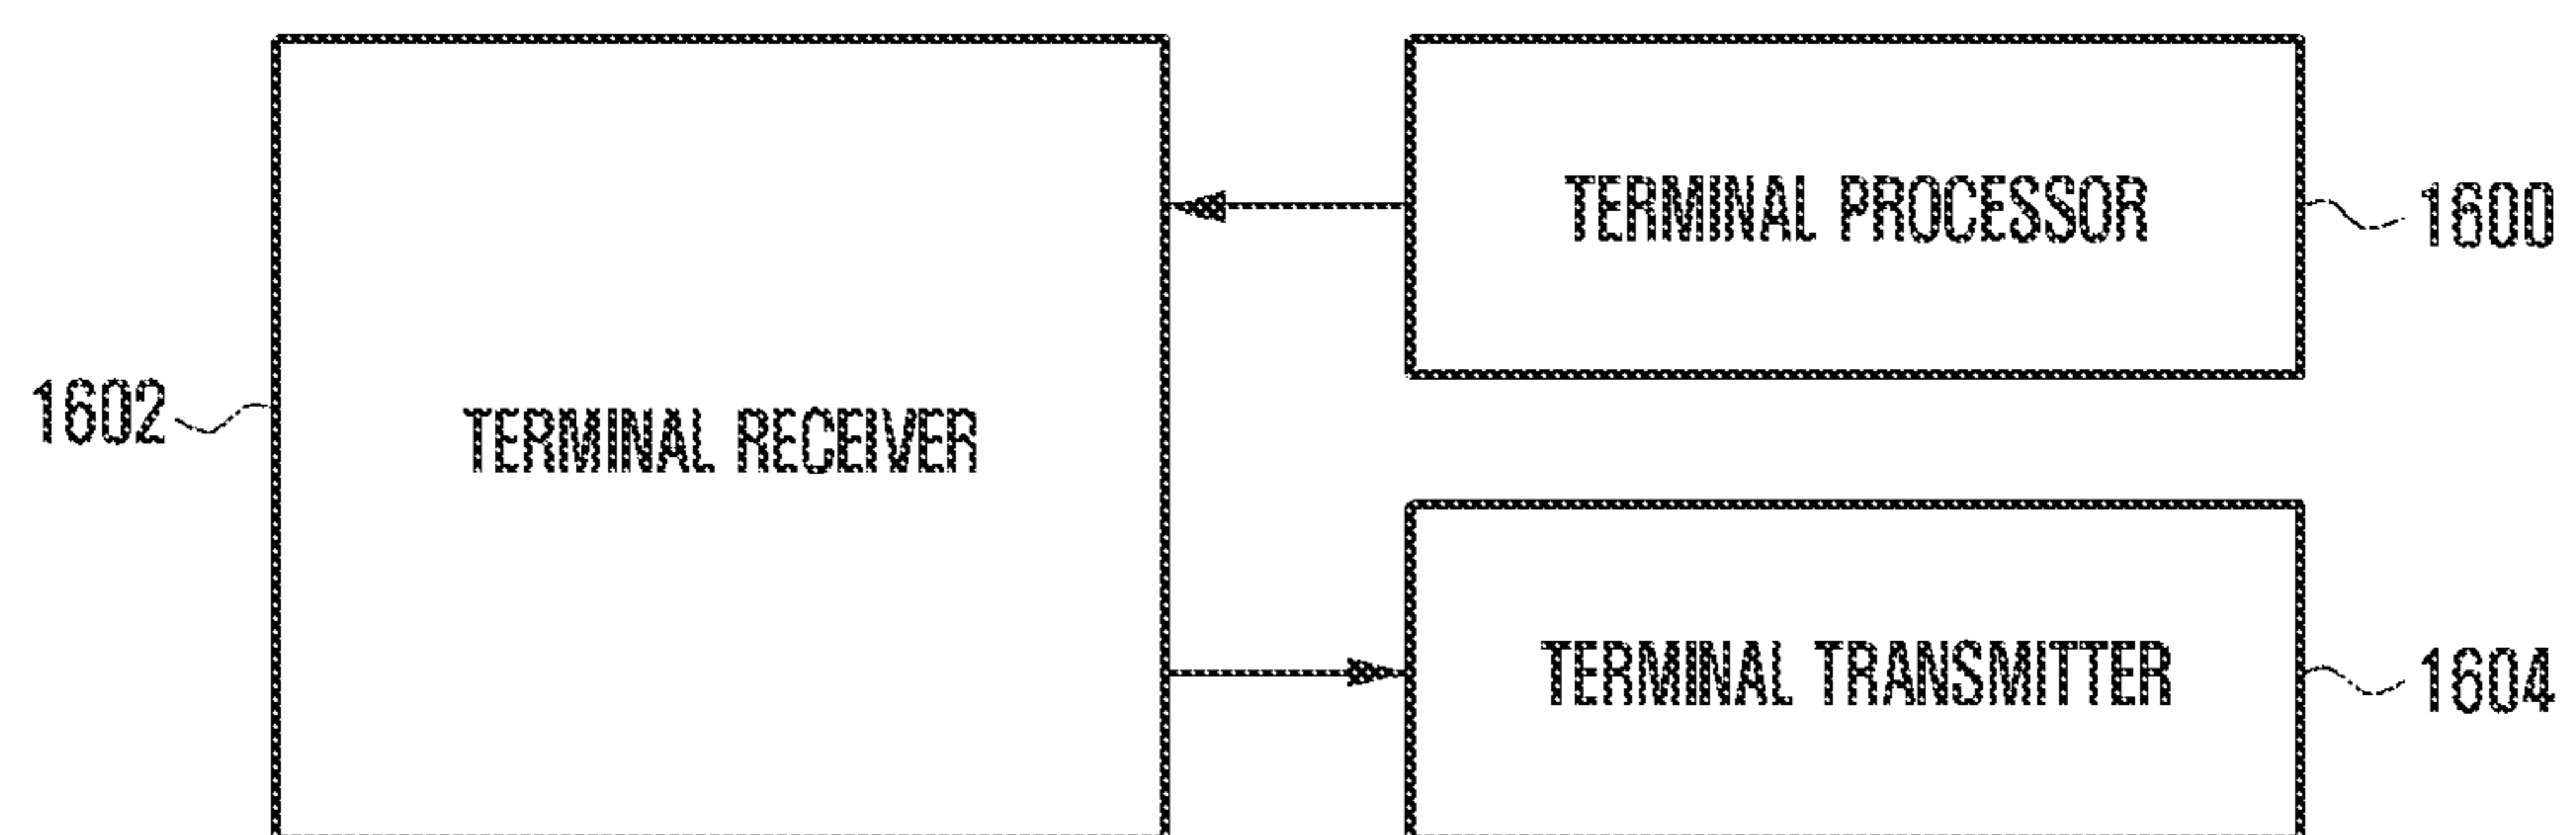 TERMINAL PROCESSOR
1600
1602
TERMINAL RECEIVER
TERMINAL TRANSMITTER
1604